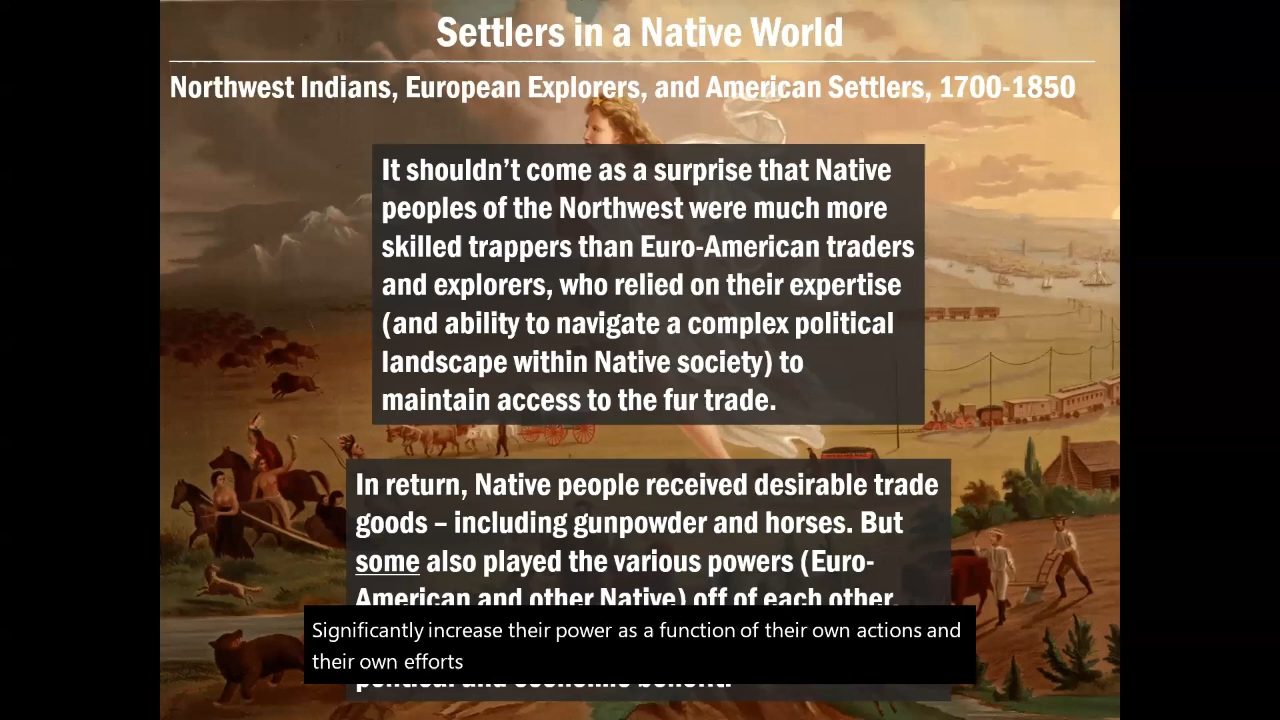 Settlers in a Native World
Northwest Indians, European Explorers, and American Settlers, 1700-1850
It shouldn’t come as a surprise that Native
peoples of the Northwest were much more
skilled trappers than Euro-American traders
and explorers, who relied on their expertise
(and ability to navigate a complex political
landscape within Native society) to
maintain access to the fur trade.
In return, Native people received desirable trade
goods – including gunpowder and horses. But
some also played the various powers (Euro-
American and other Native) off of each other,
Significantly increase their power as a function of their own actions and
their own efforts
political and economic benefit.